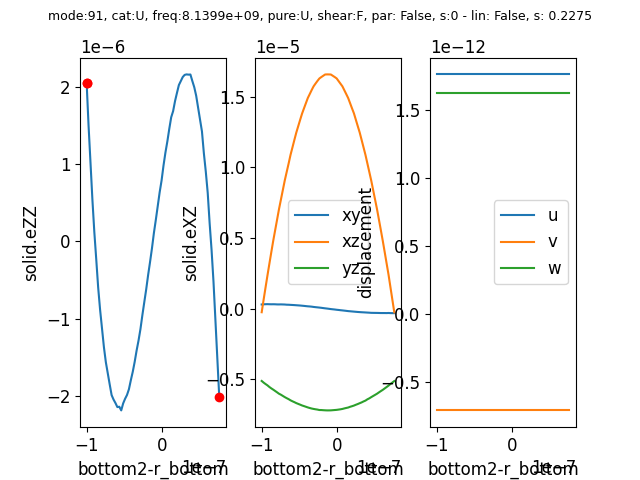 mode:91, cat:U, freq:8.1399e+09, pure:U, shear:F, par: False, s:0 - lin: False, s: 0.2275
1e−6
2
1
0
−1
−2
−1
0
1e−7
solid.eZZ
bottom2-r_bottom
1e−5
1.5
1.0
0.5
0.0
−0.5
−1
0
1e−7
solid.eXZ
bottom2-r_bottom
xy
xz
yz
1e−12
1.5
1.0
0.5
0.0
−0.5
−1
0
1e−7
displacement
bottom2-r_bottom
u
v
w